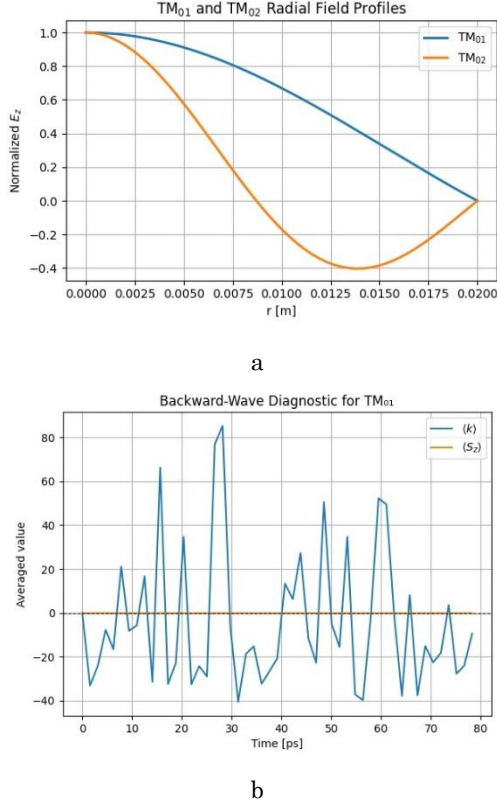 TM₀₁ and TM₀₂ Radial Field Profiles
1.0
0.8
0.6
0.4
0.2
0.0
−0.2
−0.4
Normalized E_z
TM₀₁
TM₀₂
0.0000 0.0025 0.0050 0.0075 0.0100 0.0125 0.0150 0.0175 0.0200
r [m]
a
Backward-Wave Diagnostic for TM₀₁
80
60
40
20
0
−20
−40
Averaged value
⟨k⟩
⟨S_z⟩
0 10 20 30 40 50 60 70 80
Time [ps]
b